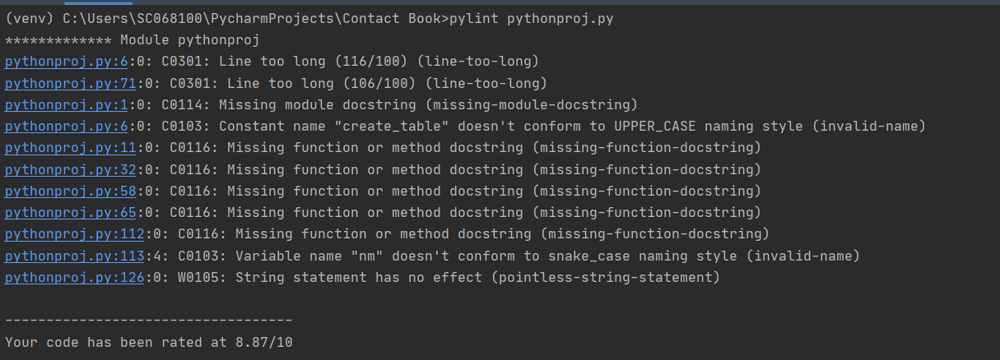 (venv) C:\Users\SC068100\PycharmProjects\Contact Book>pylint pythonproj.py
************* Module pythonproj
pythonproj.py:6:0: C0301: Line too long (116/100) (line-too-long)
pythonproj.py:71:0: C0301: Line too long (106/100) (line-too-long)
pythonproj.py:1:0: C0114: Missing module docstring (missing-module-docstring)
pythonproj.py:6:0: C0103: Constant name "create_table" doesn't conform to UPPER_CASE naming style (invalid-name)
pythonproj.py:11:0: C0116: Missing function or method docstring (missing-function-docstring)
pythonproj.py:32:0: C0116: Missing function or method docstring (missing-function-docstring)
pythonproj.py:58:0: C0116: Missing function or method docstring (missing-function-docstring)
pythonproj.py:65:0: C0116: Missing function or method docstring (missing-function-docstring)
pythonproj.py:112:0: C0116: Missing function or method docstring (missing-function-docstring)
pythonproj.py:113:4: C0103: Variable name "nm" doesn't conform to snake_case naming style (invalid-name)
pythonproj.py:126:0: W0105: String statement has no effect (pointless-string-statement)
-----------------------------------
Your code has been rated at 8.87/10